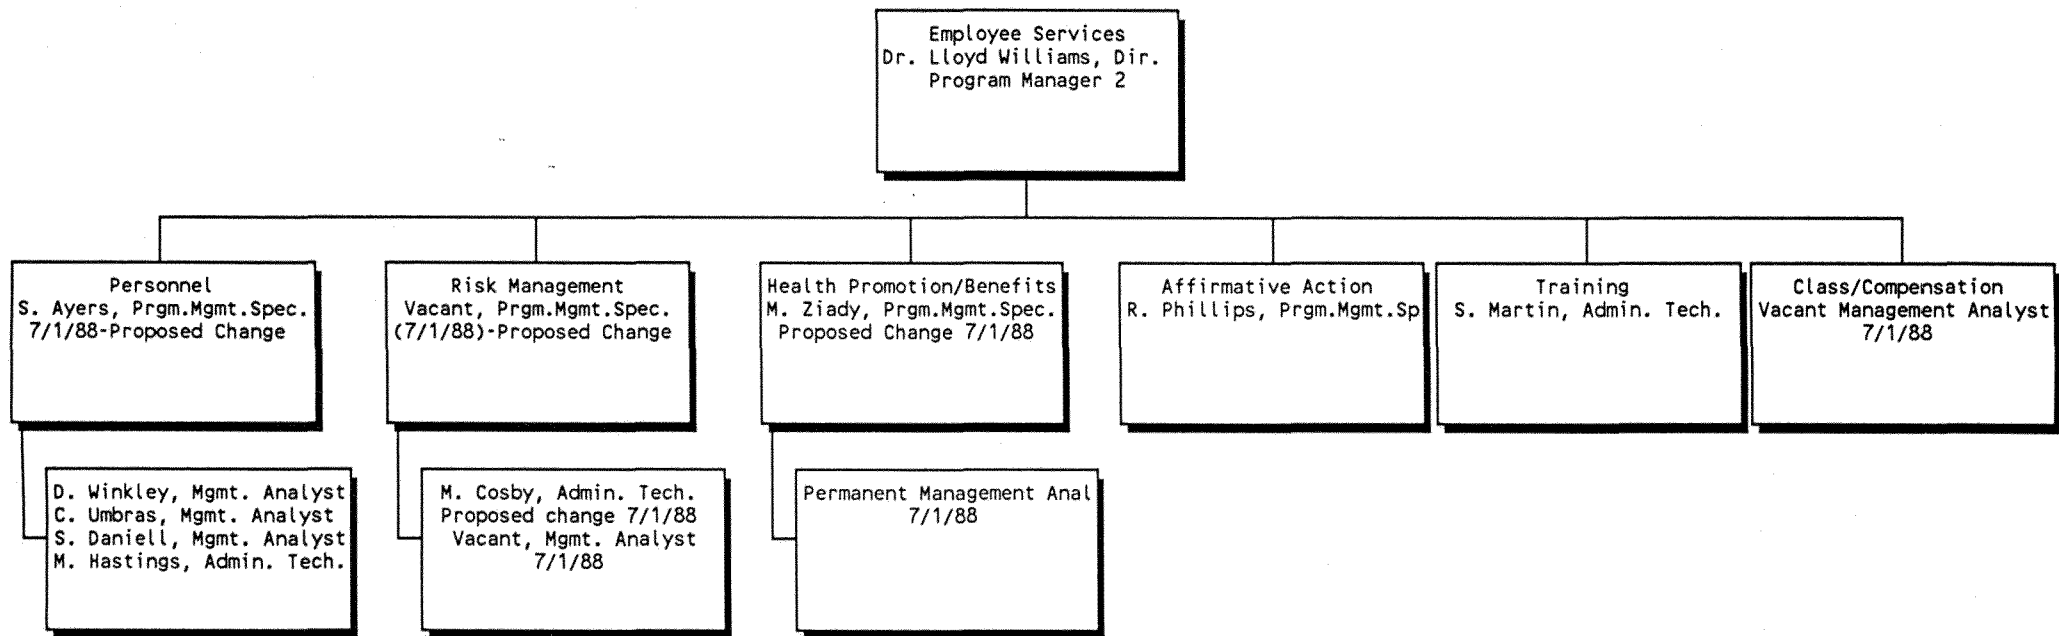 Employee Services
Dr. Lloyd Williams, Dir.
Program Manager 2
Personnel
S. Ayers, Prgm.Mgmt.Spec.
7/1/88-Proposed Change
Risk Management
Vacant, Prgm.Mgmt.Spec.
(7/1/88)-Proposed Change
Health Promotion/Benefits
M. Ziady, Prgm.Mgmt.Spec.
Proposed Change 7/1/88
Affirmative Action
R. Phillips, Prgm.Mgmt.Sp
Training
S. Martin, Admin. Tech.
Class/Compensation
Vacant Management Analyst
7/1/88
D. Winkley, Mgmt. Analyst
C. Umbras, Mgmt. Analyst
S. Daniell, Mgmt. Analyst
M. Hastings, Admin. Tech.
M. Cosby, Admin. Tech.
Proposed change 7/1/88
Vacant, Mgmt. Analyst
7/1/88
Permanent Management Anal
7/1/88